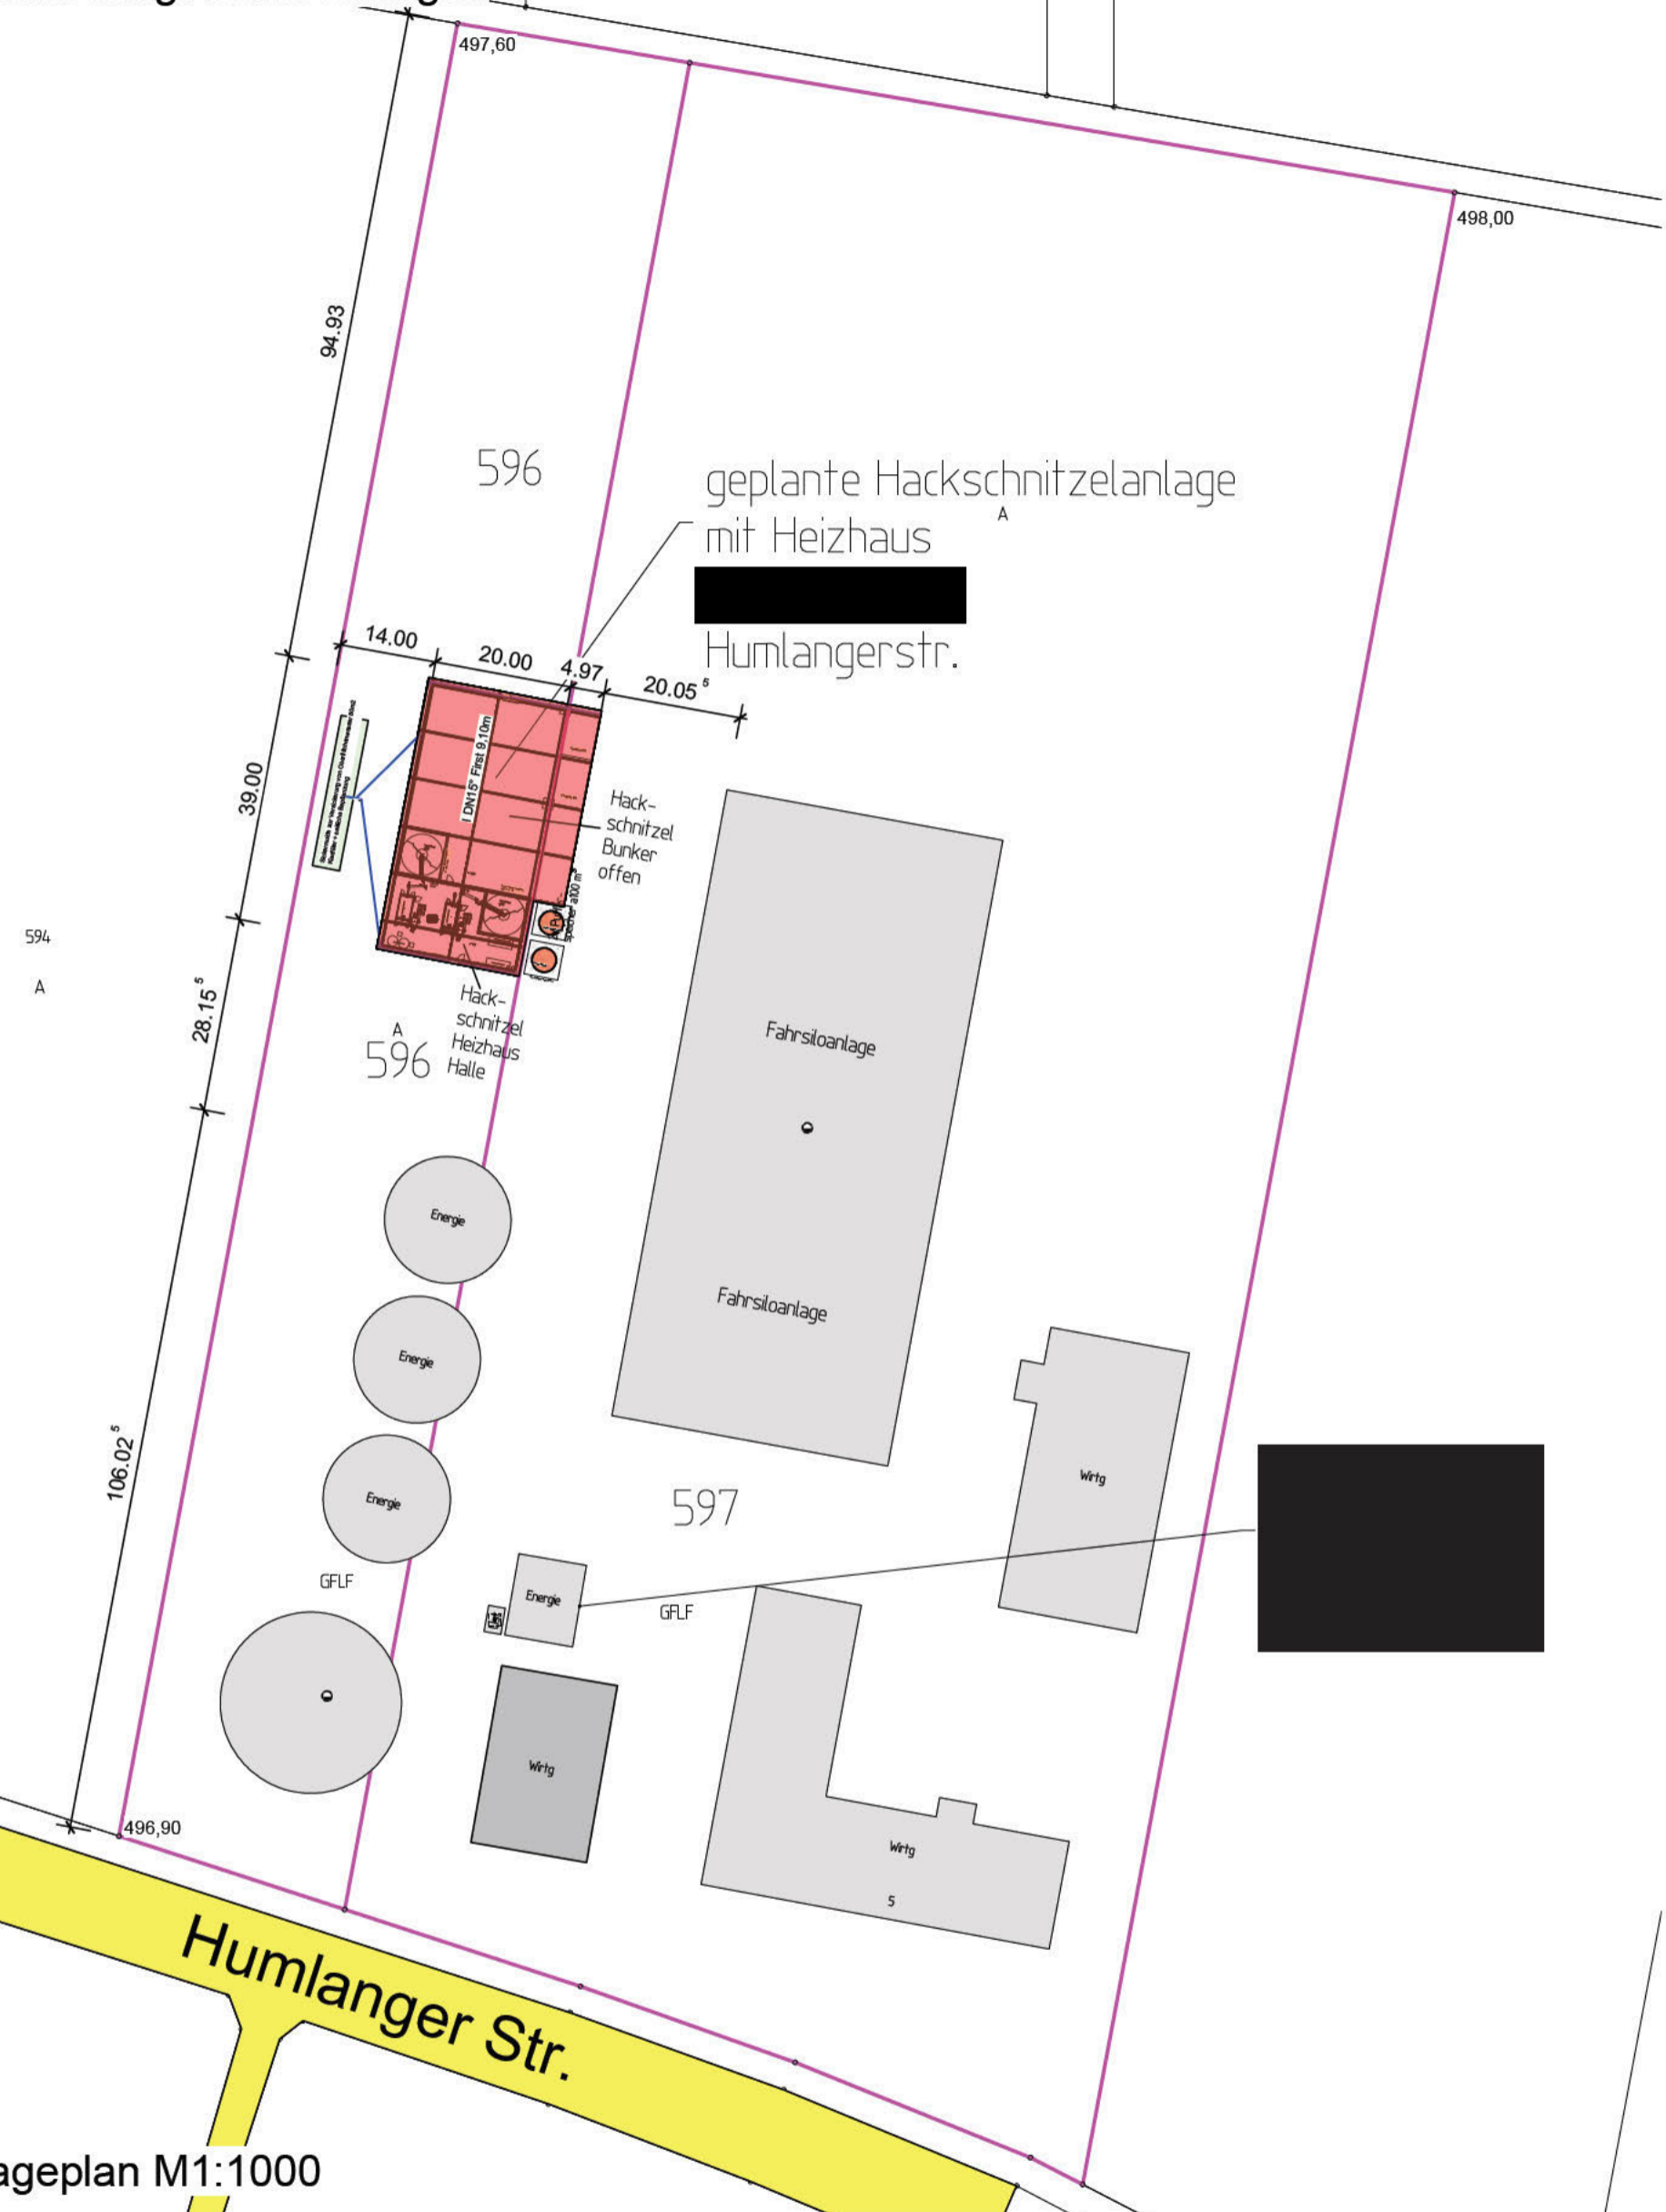 497,60
498,00
94.93
596
geplante Hackschnitzelanlage
A
mit Heizhaus
Humlangerstr.
14.00
20.00
4.97
20.05⁵
39.00
I DN15° First 9,10m
Hack-
schnitzel
Bunker
offen
594
A
28.15⁵
Hack-
schnitzel
Heizhaus
Halle
A
596
Fahrsiloanlage
Energie
Energie
Fahrsiloanlage
Energie
106.02⁵
597
Wirtg
GFLF
Energie
GFLF
Wirtg
496,90
Wirtg
5
Humlanger Str.
ageplan M1:1000